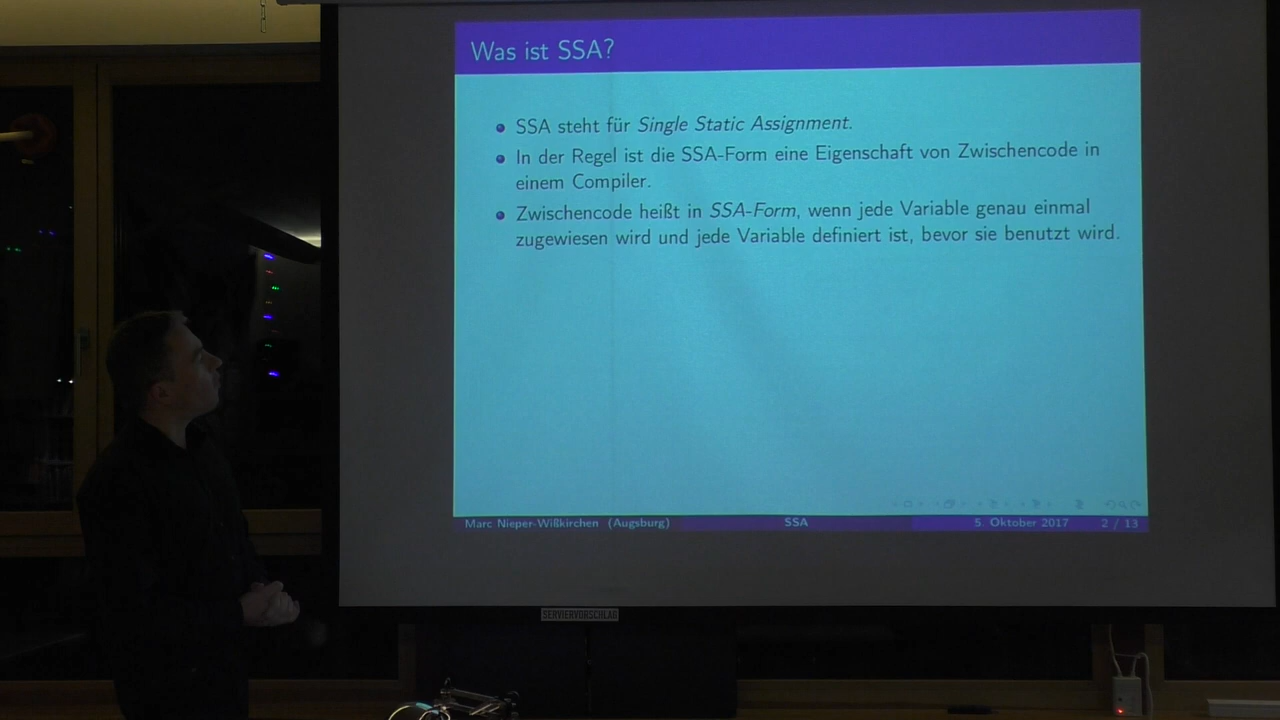 Was ist SSA?
SSA steht für Single Static Assignment.
In der Regel ist die SSA-Form eine Eigenschaft von Zwischencode in
einem Compiler.
Zwischencode heißt in SSA-Form, wenn jede Variable genau einmal
zugewiesen wird und jede Variable definiert ist, bevor sie benutzt wird.
Marc Nieper-Wißkirchen (Augsburg) SSA 5. Oktober 2017 2 / 13
SERVIERVORSCHLAG